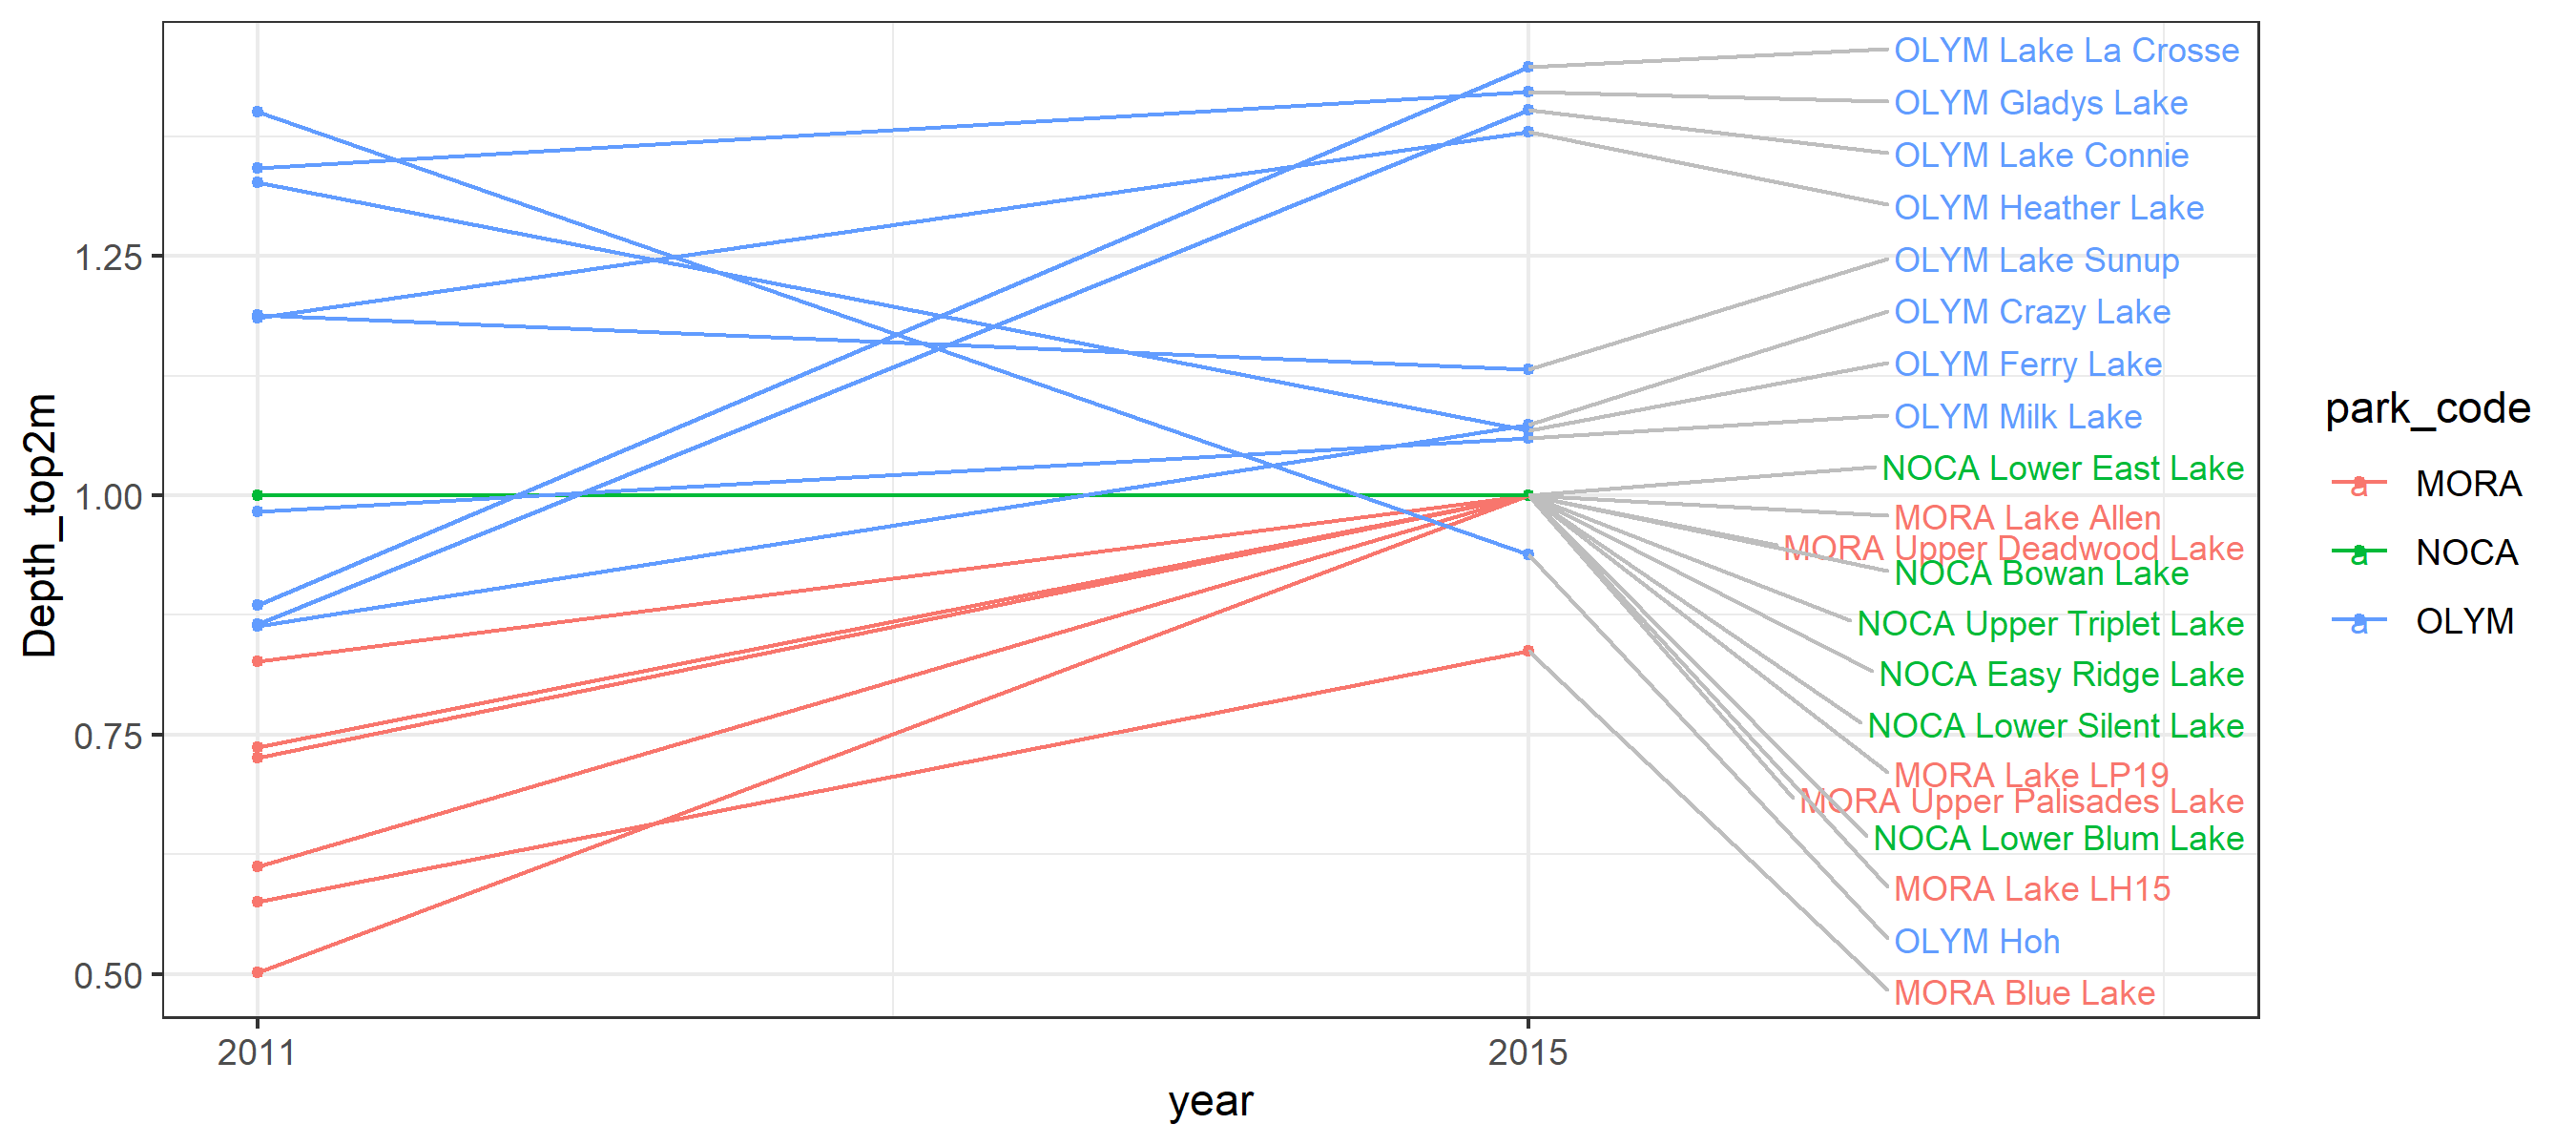 Depth_top2m
1.25
1.00
0.75
0.50
2011
2015
year
OLYM Lake La Crosse
OLYM Gladys Lake
OLYM Lake Connie
OLYM Heather Lake
OLYM Lake Sunup
OLYM Crazy Lake
OLYM Ferry Lake
OLYM Milk Lake
NOCA Lower East Lake
MORA Lake Allen
MORA Upper Deadwood Lake
NOCA Bowan Lake
NOCA Upper Triplet Lake
NOCA Easy Ridge Lake
NOCA Lower Silent Lake
MORA Lake LP19
MORA Upper Palisades Lake
NOCA Lower Blum Lake
MORA Lake LH15
OLYM Hoh
MORA Blue Lake
park_code
a MORA
a NOCA
a OLYM